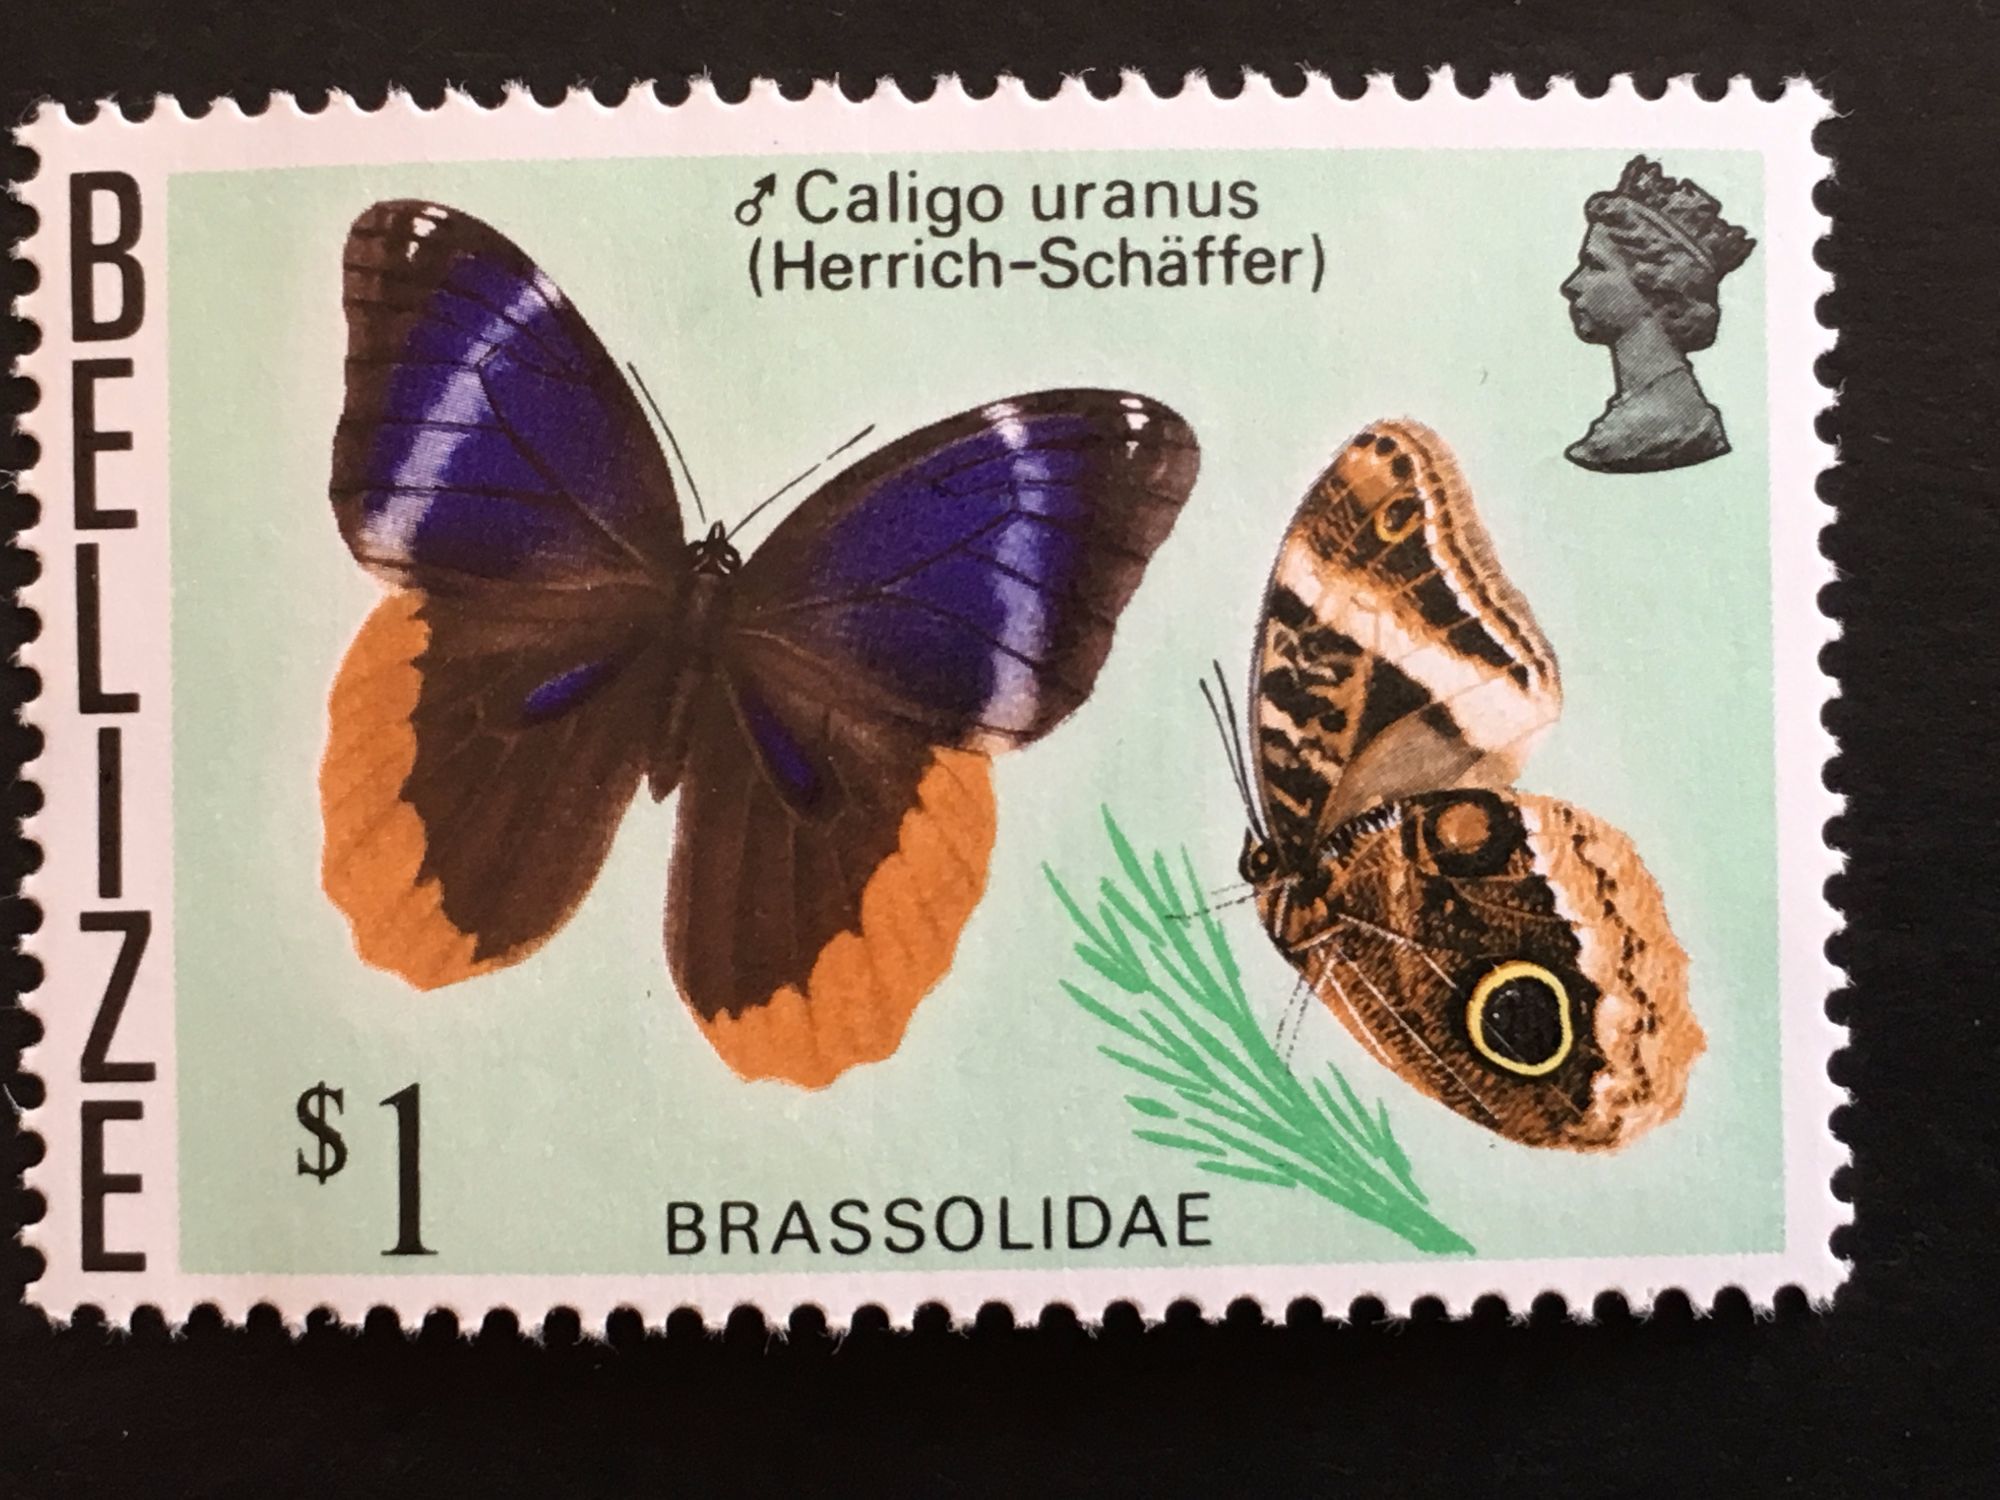 BELIZE
♂ Caligo uranus
(Herrich-Schäffer)
$1
BRASSOLIDAE